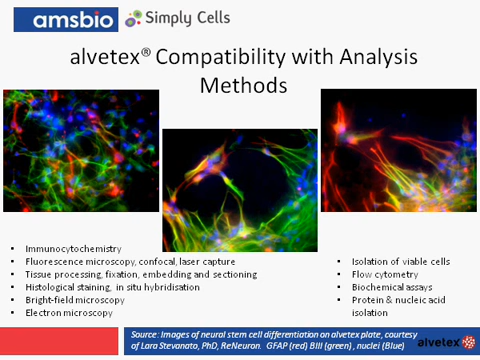 amsbio Simply Cells
alvetex® Compatibility with Analysis
Methods
• Immunocytochemistry
• Fluorescence microscopy, confocal, laser capture
• Tissue processing, fixation, embedding and sectioning
• Histological staining, in situ hybridisation
• Bright-field microscopy
• Electron microscopy
• Isolation of viable cells
• Flow cytometry
• Biochemical assays
• Protein & nucleic acid
isolation
Source: Images of neural stem cell differentiation on alvetex plate, courtesy
of Lara Stevanato, PhD, ReNeuron. GFAP (red) BIII (green), nuclei (Blue)
alvetex